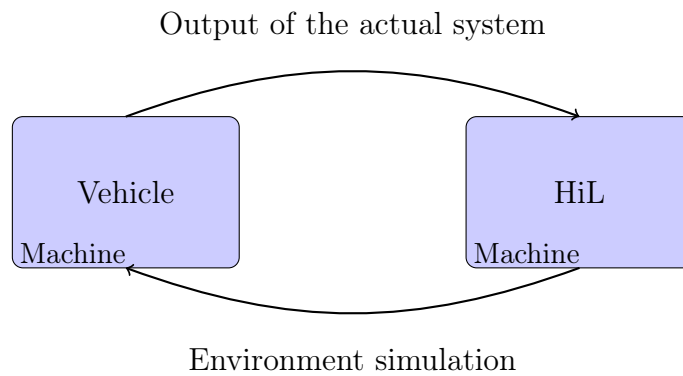 Output of the actual system
Vehicle
HiL
Machine
Machine
Environment simulation